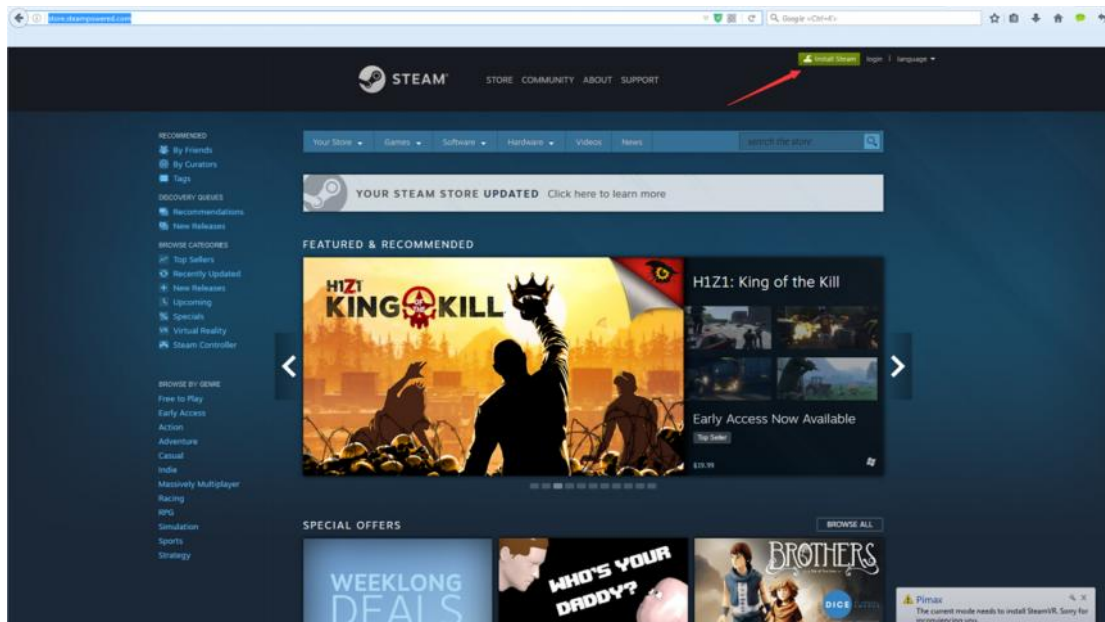 store.steampowered.com
Google <Ctrl+K>
Install Steam login | language
STEAM
STORE COMMUNITY ABOUT SUPPORT
Your Store Games Software Hardware Videos News
search the store
RECOMMENDED
By Friends
By Curators
Tags
DISCOVERY QUEUES
Recommendations
New Releases
BROWSE CATEGORIES
Top Sellers
Recently Updated
New Releases
Upcoming
Specials
Virtual Reality
Steam Controller
BROWSE BY GENRE
Free to Play
Early Access
Action
Adventure
Casual
Indie
Massively Multiplayer
Racing
RPG
Simulation
Sports
Strategy
YOUR STEAM STORE UPDATED Click here to learn more
FEATURED & RECOMMENDED
H1Z1
KING KILL
H1Z1: King of the Kill
Early Access Now Available
Top Seller
$19.99
SPECIAL OFFERS
BROWSE ALL
WEEKLONG
DEALS
WHO'S YOUR
DADDY?
BROTHERS
DICE
Pimax
The current mode needs to install SteamVR. Sorry for
inconviencing you.